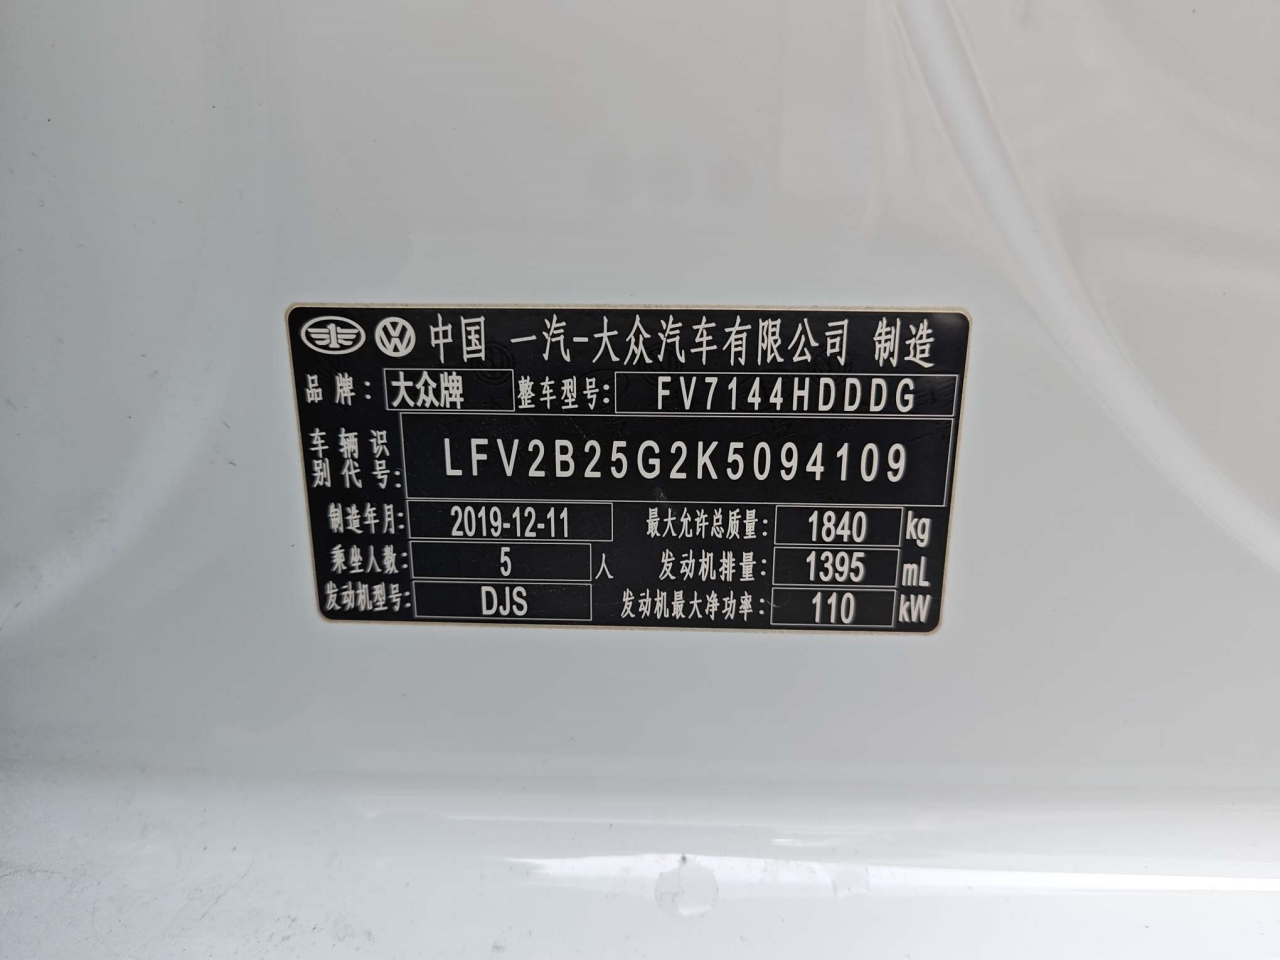 中国 一汽-大众汽车有限公司 制造
品牌: 大众牌 整车型号: FV7144HDDDG
车辆识别代号: LFV2B25G2K5094109
制造年月: 2019-12-11 最大允许总质量: 1840 kg
乘坐人数: 5 人 发动机排量: 1395 mL
发动机型号: DJS 发动机最大净功率: 110 kW